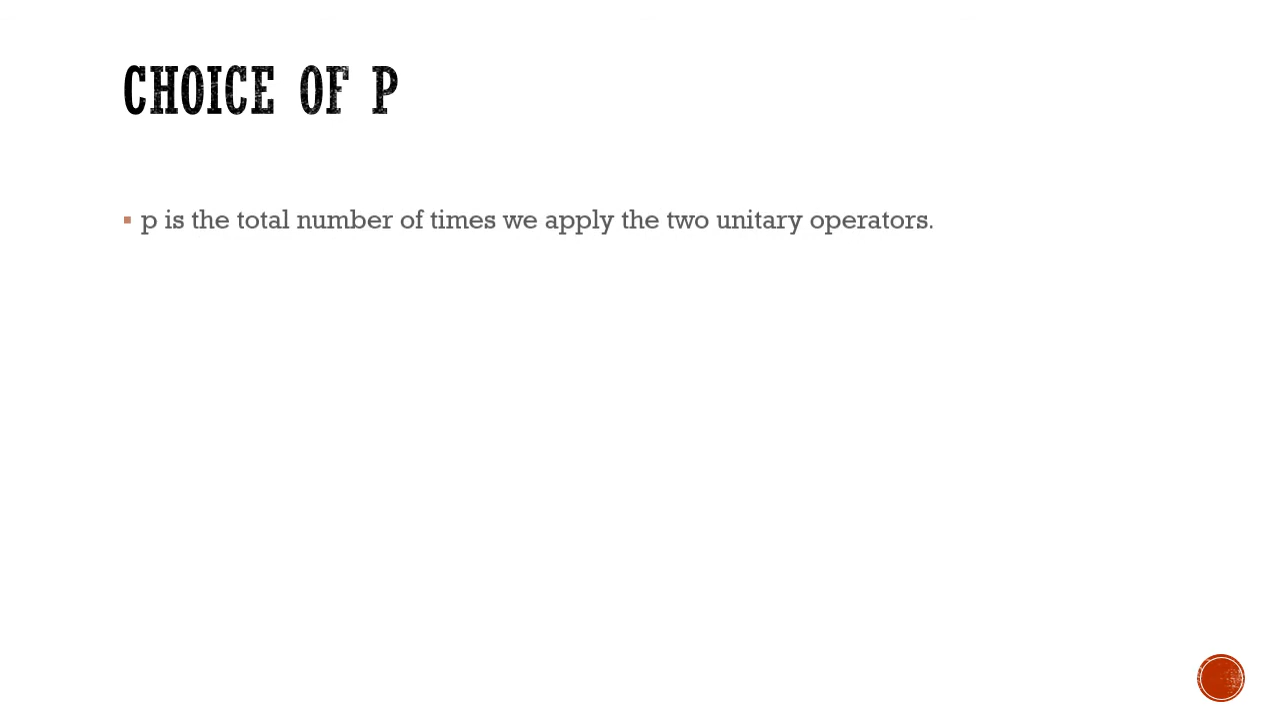 CHOICE OF P
▪ p is the total number of times we apply the two unitary operators.